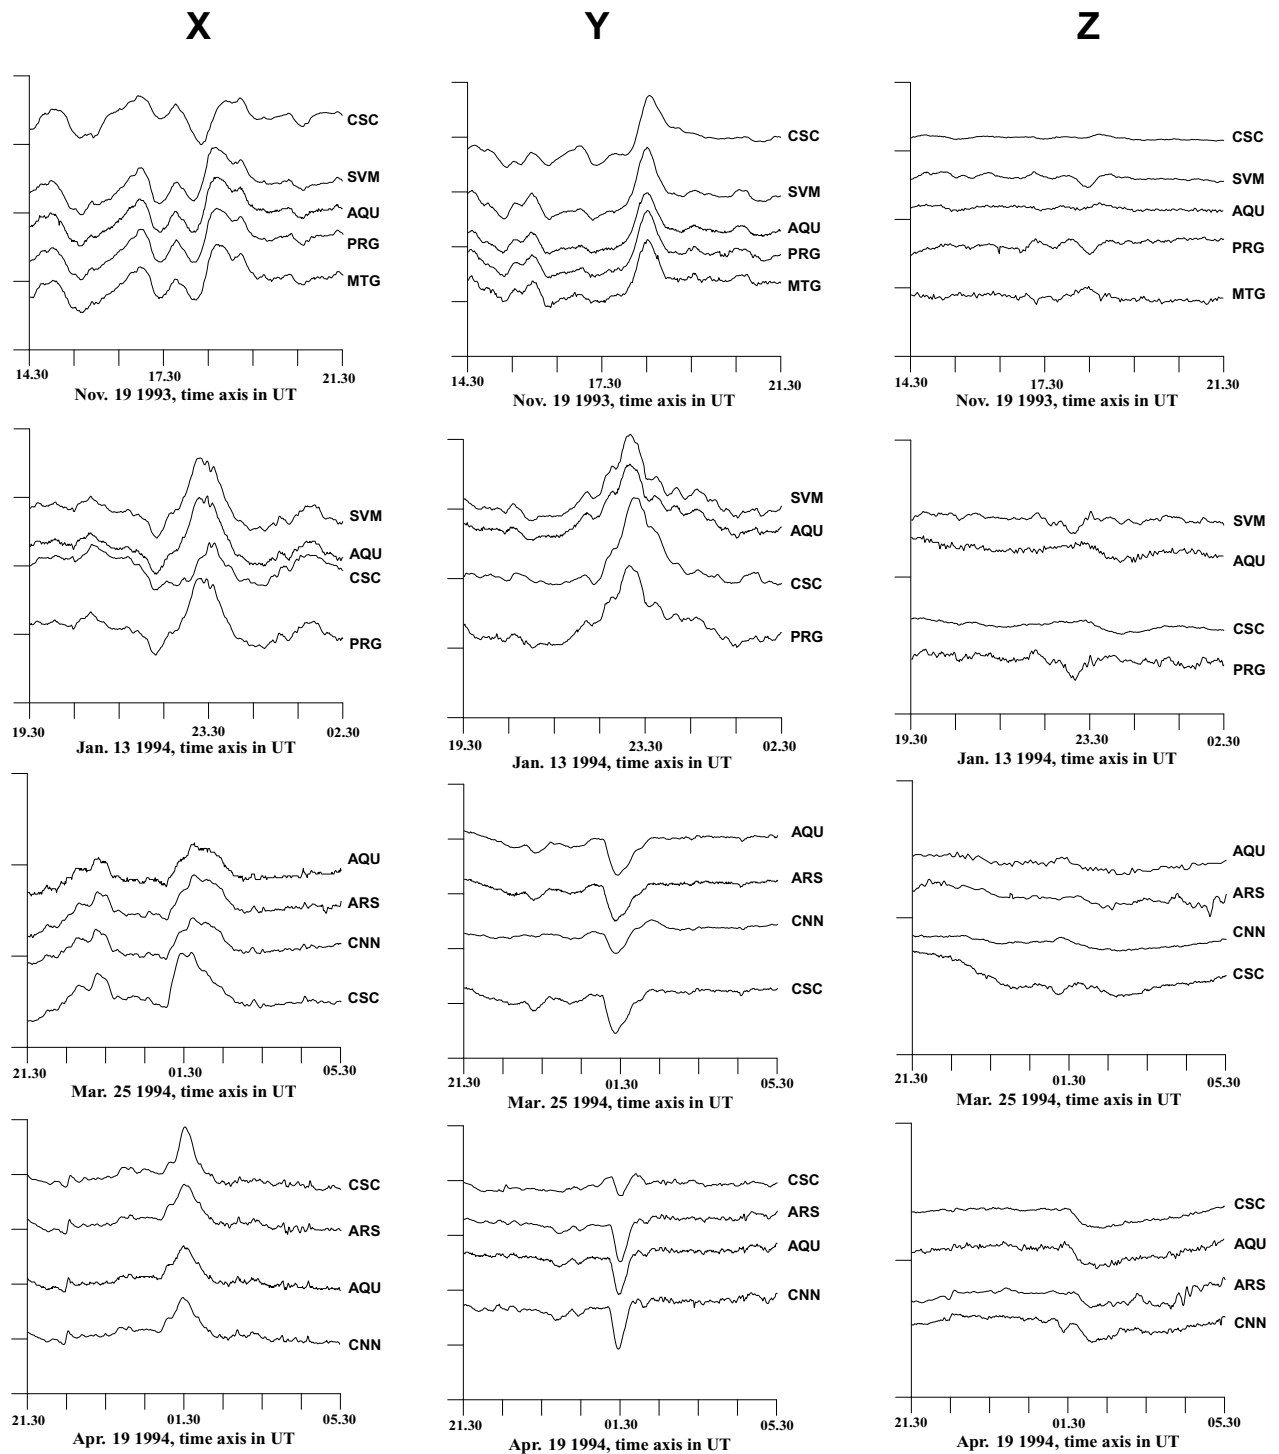 X Y Z
CSC
SVM
AQU
PRG
MTG
14.30 17.30 21.30
Nov. 19 1993, time axis in UT
CSC
SVM
AQU
PRG
MTG
14.30 17.30 21.30
Nov. 19 1993, time axis in UT
CSC
SVM
AQU
PRG
MTG
14.30 17.30 21.30
Nov. 19 1993, time axis in UT
SVM
AQU
CSC
PRG
19.30 23.30 02.30
Jan. 13 1994, time axis in UT
SVM
AQU
CSC
PRG
19.30 23.30 02.30
Jan. 13 1994, time axis in UT
SVM
AQU
CSC
PRG
19.30 23.30 02.30
Jan. 13 1994, time axis in UT
AQU
ARS
CNN
CSC
21.30 01.30 05.30
Mar. 25 1994, time axis in UT
AQU
ARS
CNN
CSC
21.30 01.30 05.30
Mar. 25 1994, time axis in UT
AQU
ARS
CNN
CSC
21.30 01.30 05.30
Mar. 25 1994, time axis in UT
CSC
ARS
AQU
CNN
21.30 01.30 05.30
Apr. 19 1994, time axis in UT
CSC
ARS
AQU
CNN
21.30 01.30 05.30
Apr. 19 1994, time axis in UT
CSC
AQU
ARS
CNN
21.30 01.30 05.30
Apr. 19 1994, time axis in UT